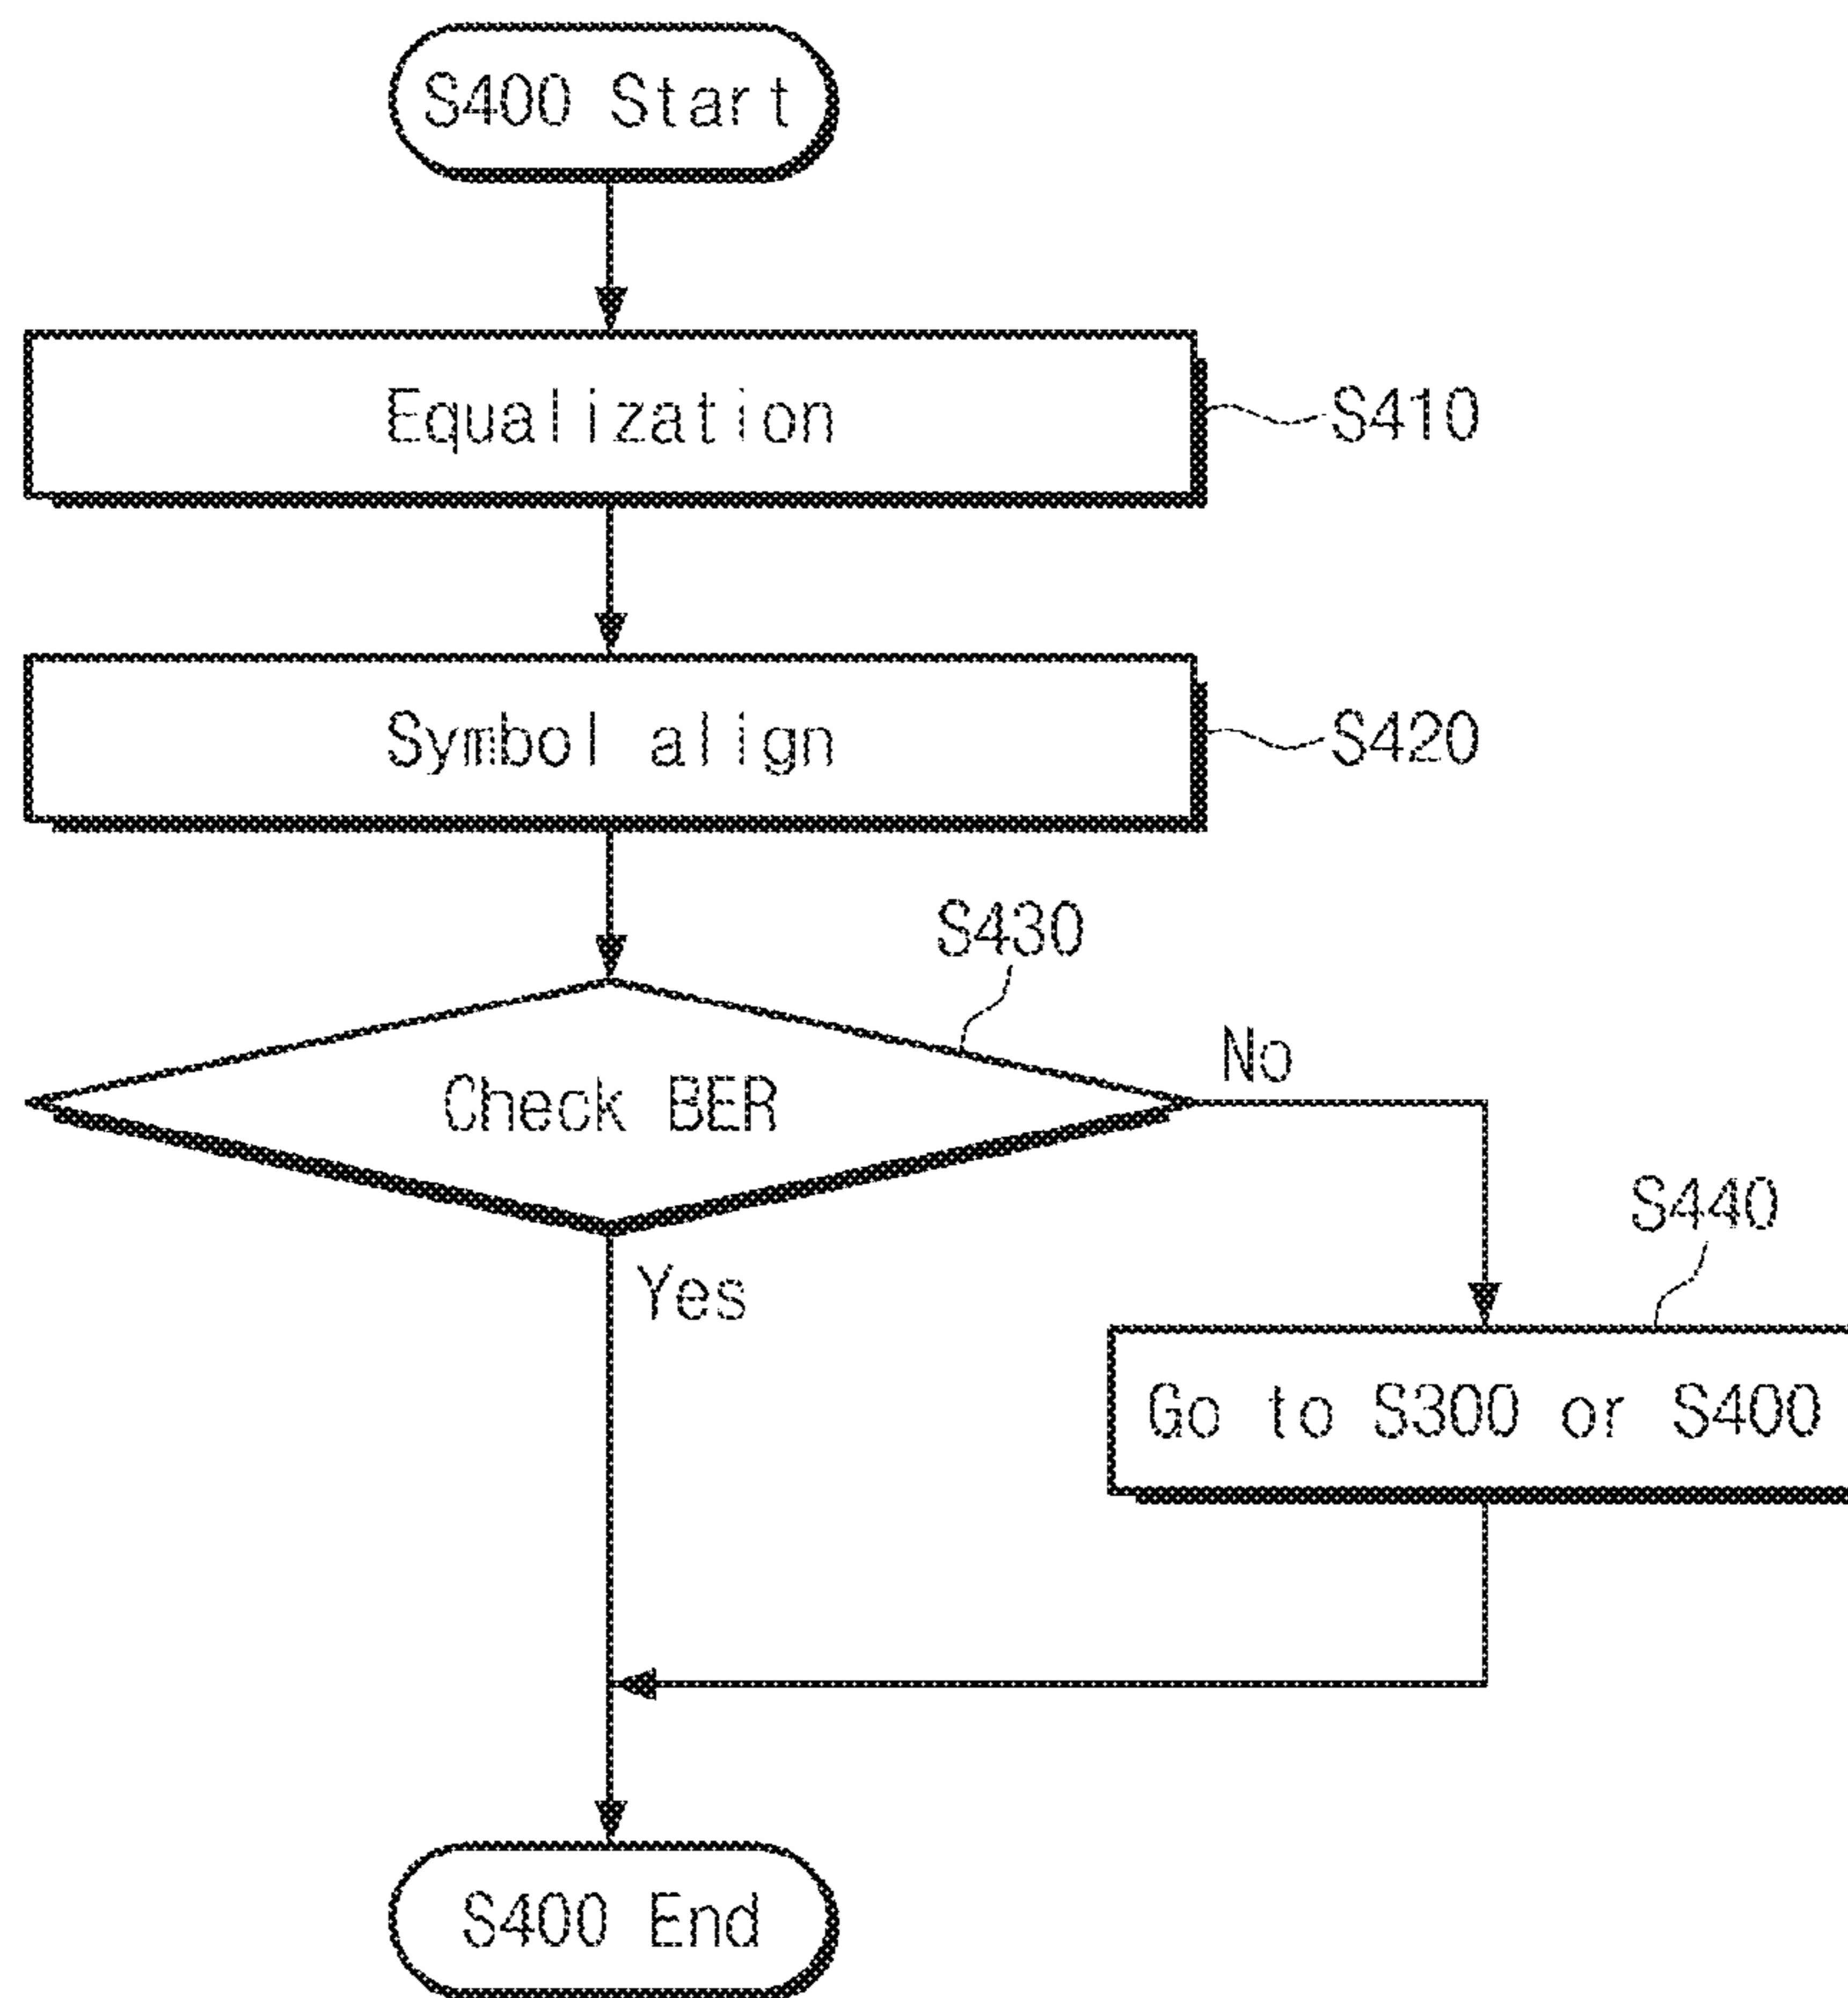 S400 Start
Equalization
S410
Symbol align
S420
S430
Check BER
No
Yes
S440
Go to S300 or S400
S400 End